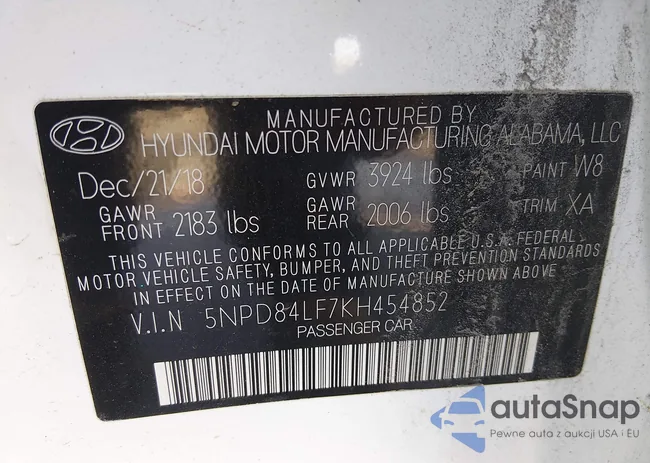 MANUFACTURED BY
HYUNDAI MOTOR MANUFACTURING ALABAMA, LLC
Dec/21/18 GVWR 3924 lbs PAINT W8
GAWR FRONT 2183 lbs GAWR REAR 2006 lbs TRIM XA
THIS VEHICLE CONFORMS TO ALL APPLICABLE U.S.A. FEDERAL
MOTOR VEHICLE SAFETY, BUMPER, AND THEFT PREVENTION STANDARDS
IN EFFECT ON THE DATE OF MANUFACTURE SHOWN ABOVE
V.I.N 5NPD84LF7KH454852
PASSENGER CAR
autaSnap
Pewne auta z aukcji USA i EU